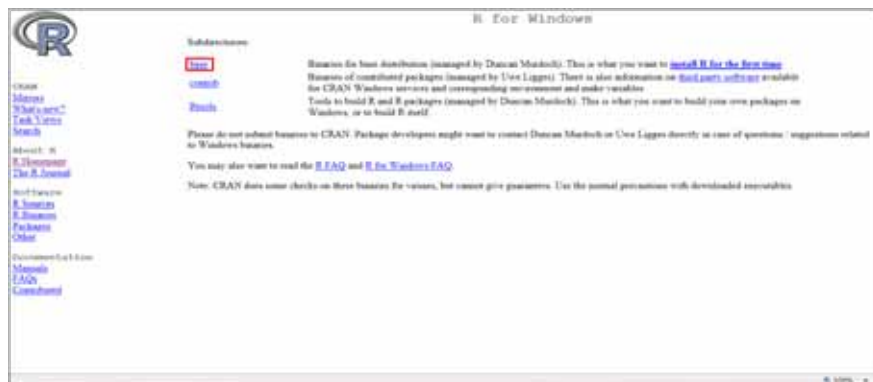 R
CRAN
Mirrors
What's new?
Task Views
Search
About R
R Homepage
The R Journal
Software
R Sources
R Binaries
Packages
Other
Documentation
Manuals
FAQs
Contributed
R for Windows
Subdirectories:
base
Binaries for base distribution (managed by Duncan Murdoch). This is what you want to install R for the first time.
contrib
Binaries of contributed packages (managed by Uwe Ligges). There is also information on third party software available
for CRAN Windows services and corresponding environment and make variables.
Rtools
Tools to build R and R packages (managed by Duncan Murdoch). This is what you want to build your own packages on
Windows, or to build R itself.
Please do not submit binaries to CRAN. Package developers might want to contact Duncan Murdoch or Uwe Ligges directly in case of questions / suggestions related
to Windows binaries.
You may also want to read the R FAQ and R for Windows FAQ.
Note: CRAN does some checks on these binaries for viruses, but cannot give guarantees. Use the normal precautions with downloaded executables.
100%